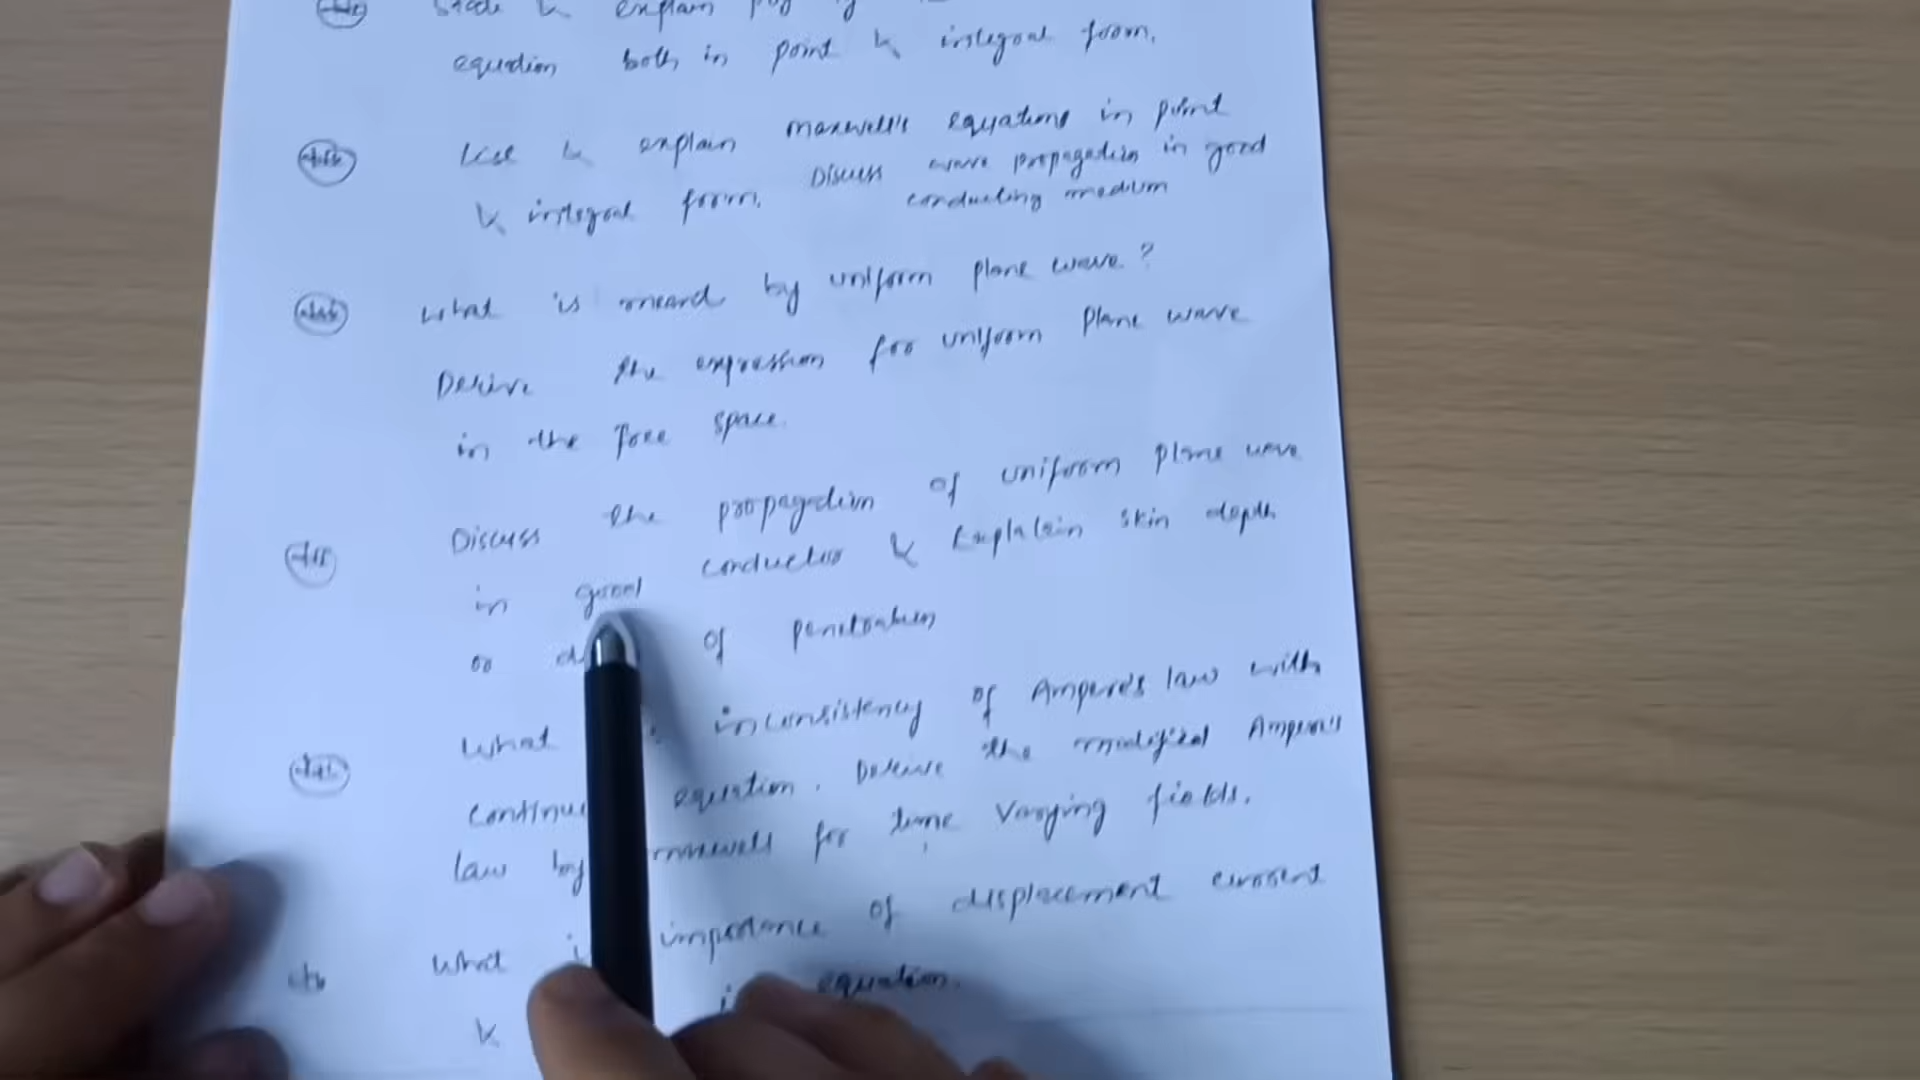 State & explain
equation both in point & integral form.
List & explain maxwell's equations in point
& integral form. Discuss wave propagation in good
conducting medium
What is meant by uniform plane wave?
Derive the expression for uniform plane wave
in the free space.
Discuss the propagation of uniform plane wave
in good conductor & Explain skin depth
or of penetration
What inconsistency of Ampere's law with
continu equation. Derive the modified Ampere's
law by maxwell for time varying fields.
What i importance of displacement current
& i equation.